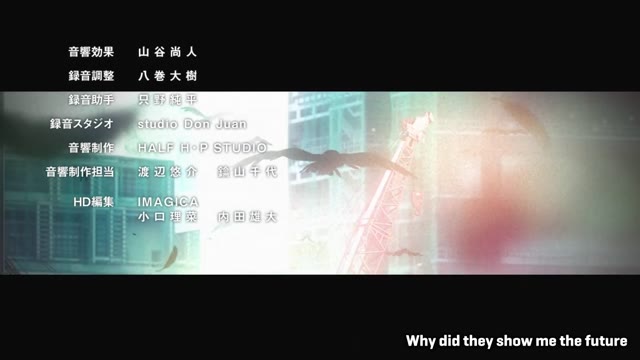 音響効果 山谷尚人
録音調整 八巻大樹
録音助手 只野純平
録音スタジオ studio Don Juan
音響制作 HALF H・P STUDIO
音響制作担当 渡辺悠介 鏡山千代
HD編集 IMAGICA
小口理菜 内田雄太
Why did they show me the future